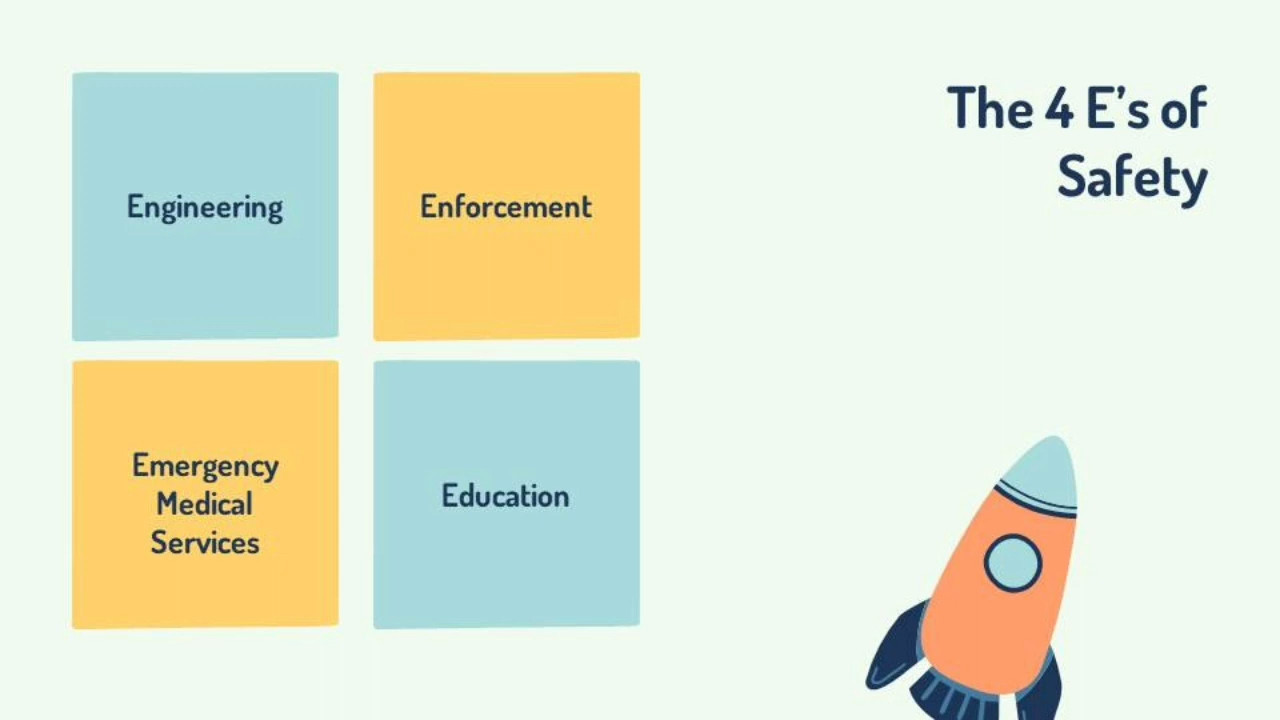 The 4 E's of
Safety
Engineering
Enforcement
Emergency
Medical
Services
Education